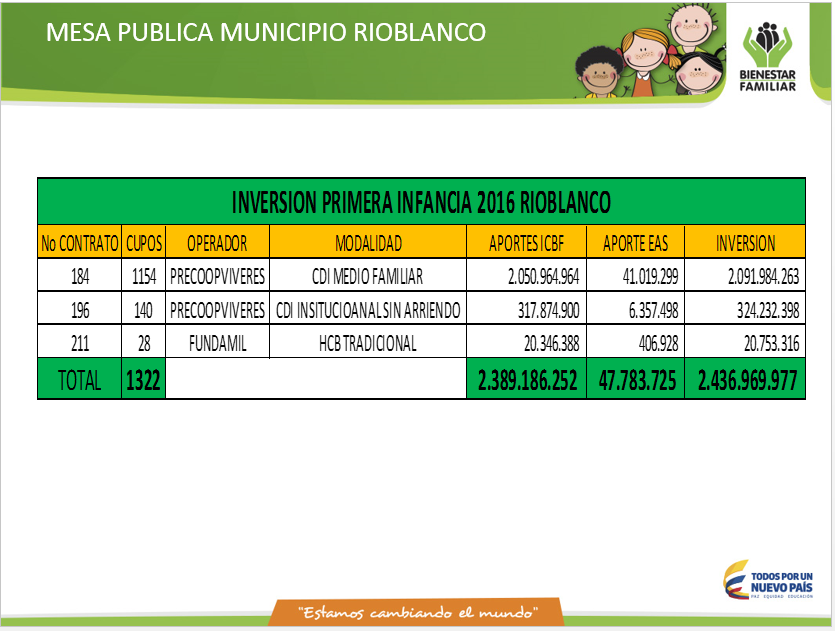 MESA PUBLICA MUNICIPIO RIOBLANCO
BIENESTAR
FAMILIAR
INVERSION PRIMERA INFANCIA 2016 RIOBLANCO
No CONTRATO CUPOS OPERADOR MODALIDAD APORTES ICBF APORTE EAS INVERSION
184 1154 PRECOOPVIVERES CDI MEDIO FAMILIAR 2.050.964.964 41.019.299 2.091.984.263
196 140 PRECOOPVIVERES CDI INSITUCIOANAL SIN ARRIENDO 317.874.900 6.357.498 324.232.398
211 28 FUNDAMIL HCB TRADICIONAL 20.346.388 406.928 20.753.316
TOTAL 1322 2.389.186.252 47.783.725 2.436.969.977
TODOS POR UN
NUEVO PAÍS
PAZ EQUIDAD EDUCACIÓN
"Estamos cambiando el mundo"